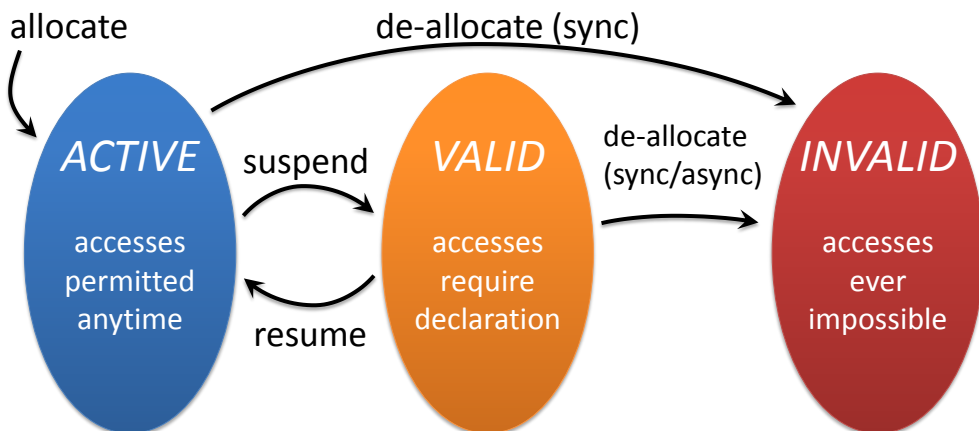 allocate
de-allocate (sync)
ACTIVE
accesses
permitted
anytime
suspend
resume
VALID
accesses
require
declaration
de-allocate
(sync/async)
INVALID
accesses
ever
impossible